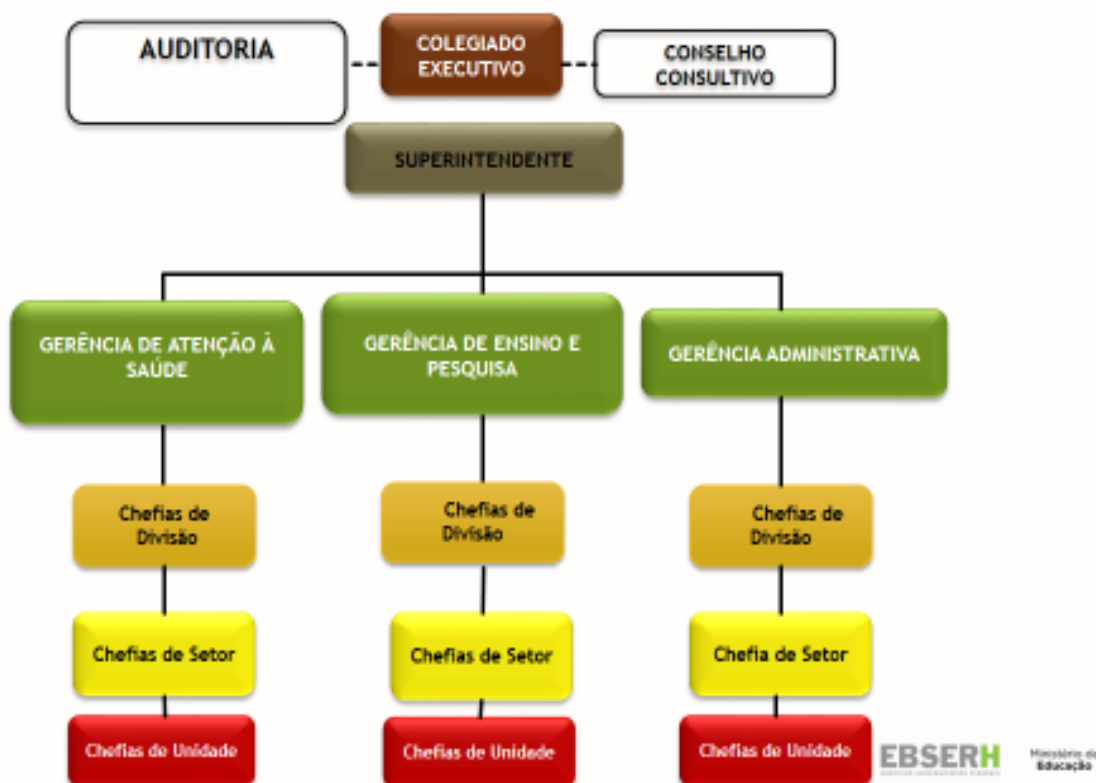 AUDITORIA
COLEGIADO
EXECUTIVO
CONSELHO
CONSULTIVO
SUPERINTENDENTE
GERÊNCIA DE ATENÇÃO À
SAÚDE
GERÊNCIA DE ENSINO E
PESQUISA
GERÊNCIA ADMINISTRATIVA
Chefias de
Divisão
Chefias de
Divisão
Chefias de
Divisão
Chefias de Setor
Chefias de Setor
Chefia de Setor
Chefias de Unidade
Chefias de Unidade
Chefias de Unidade
EBSERH
Ministério da
Educação